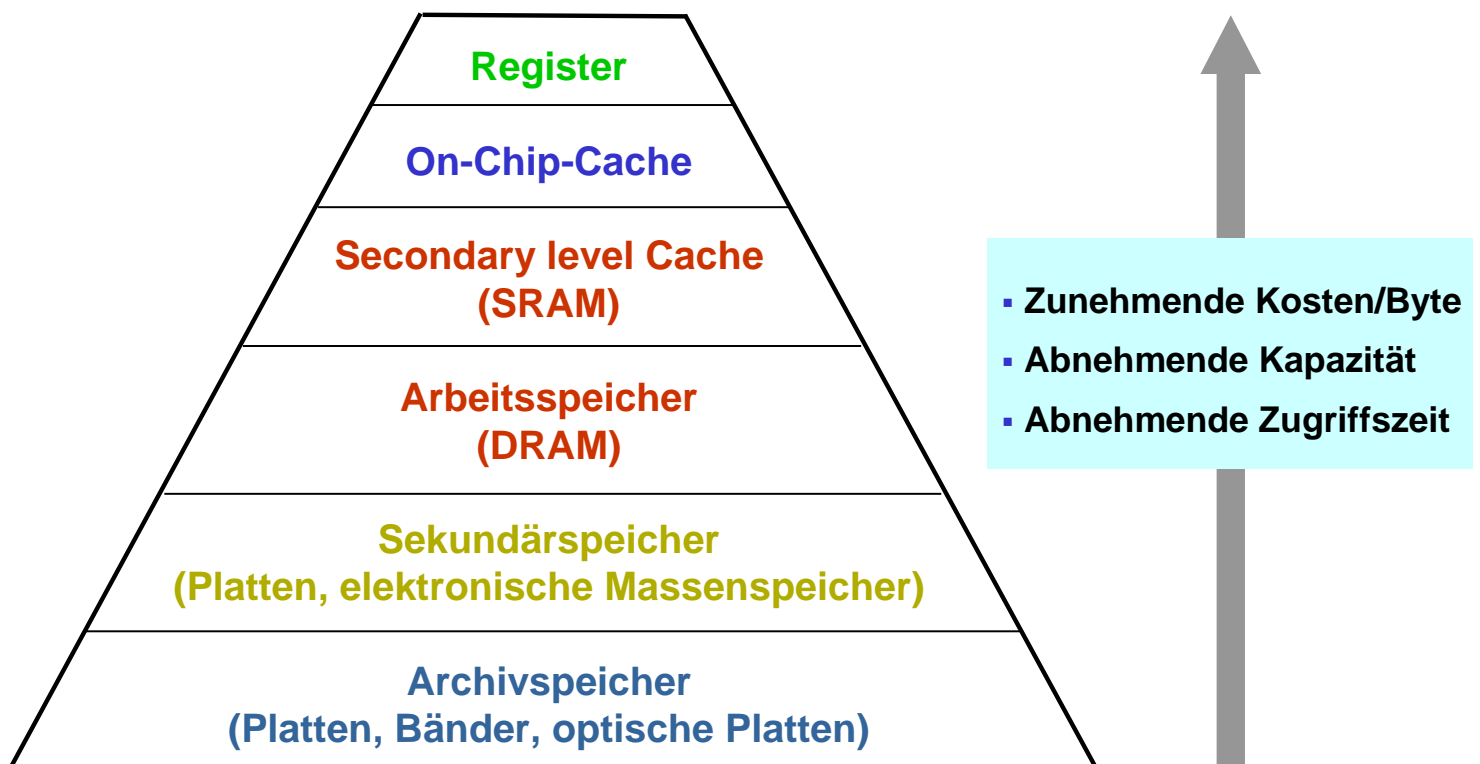 Register
On-Chip-Cache
Secondary level Cache
(SRAM)
Arbeitsspeicher
(DRAM)
Sekundärspeicher
(Platten, elektronische Massenspeicher)
Archivspeicher
(Platten, Bänder, optische Platten)
▪ Zunehmende Kosten/Byte
▪ Abnehmende Kapazität
▪ Abnehmende Zugriffszeit